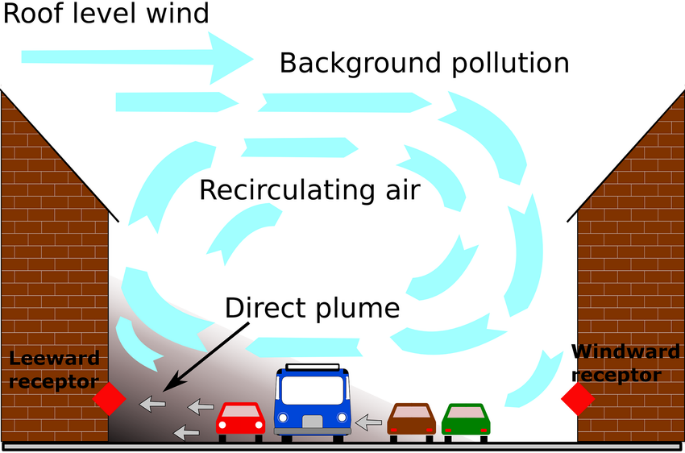 Roof level wind
Background pollution
Recirculating air
Direct plume
Leeward
receptor
Windward
receptor